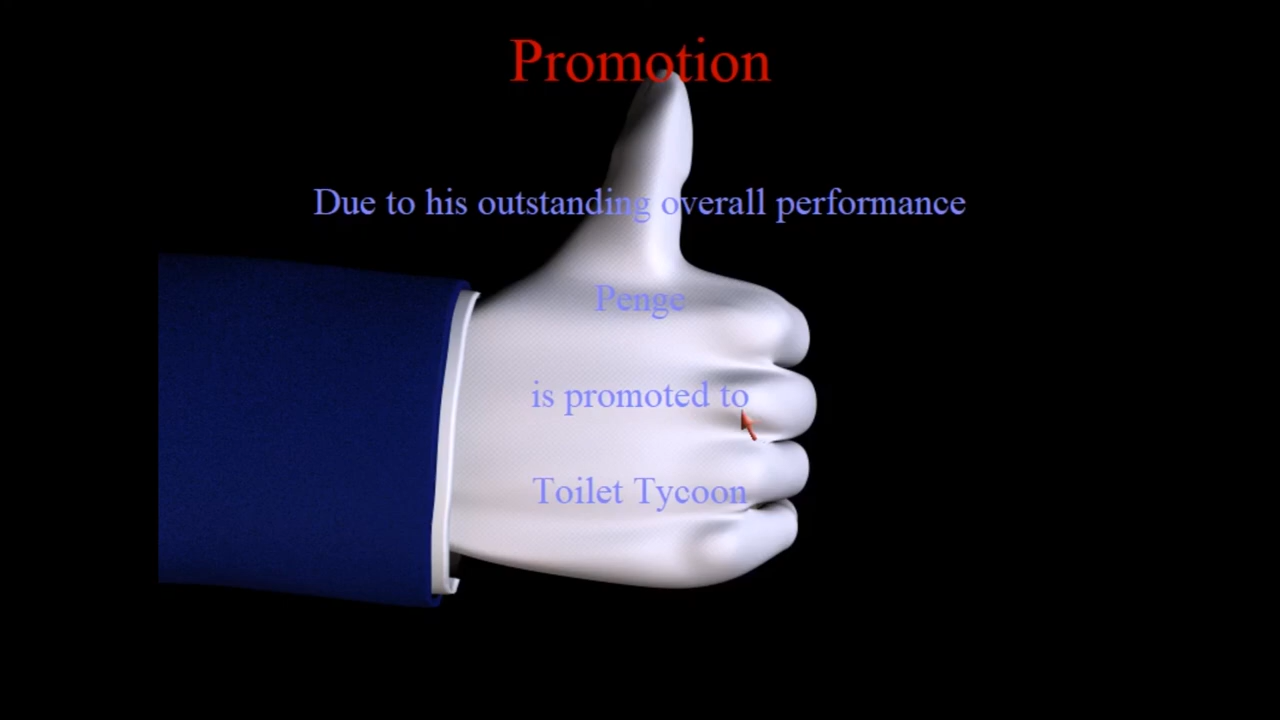 Promotion
Due to his outstanding overall performance
Penge
is promoted to
Toilet Tycoon